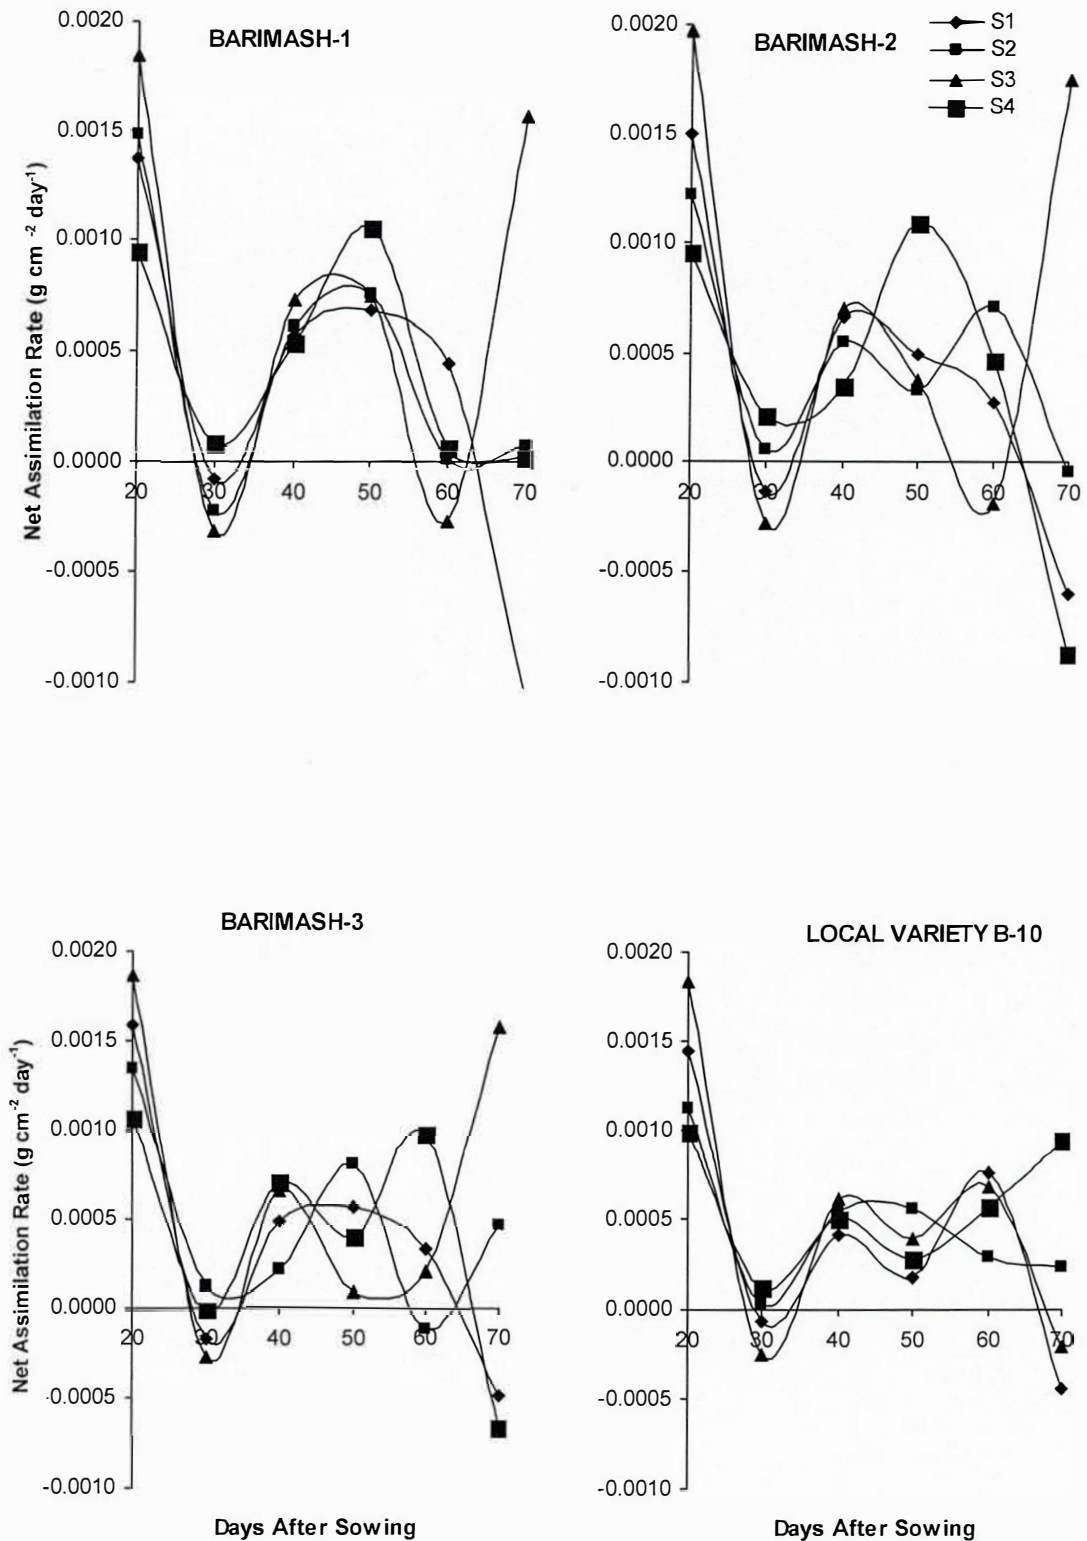 BARIMASH-1
Net Assimilation Rate (g cm -2 day-1)
0.0020
0.0015
0.0010
0.0005
0.0000
-0.0005
-0.0010
20 30 40 50 60 70
BARIMASH-2
S1
S2
S3
S4
0.0020
0.0015
0.0010
0.0005
0.0000
-0.0005
-0.0010
20 30 40 50 60 70
BARIMASH-3
Net Assimilation Rate (g cm-2 day-1)
0.0020
0.0015
0.0010
0.0005
0.0000
-0.0005
-0.0010
20 30 40 50 60 70
Days After Sowing
LOCAL VARIETY B-10
0.0020
0.0015
0.0010
0.0005
0.0000
-0.0005
-0.0010
20 30 40 50 60 70
Days After Sowing